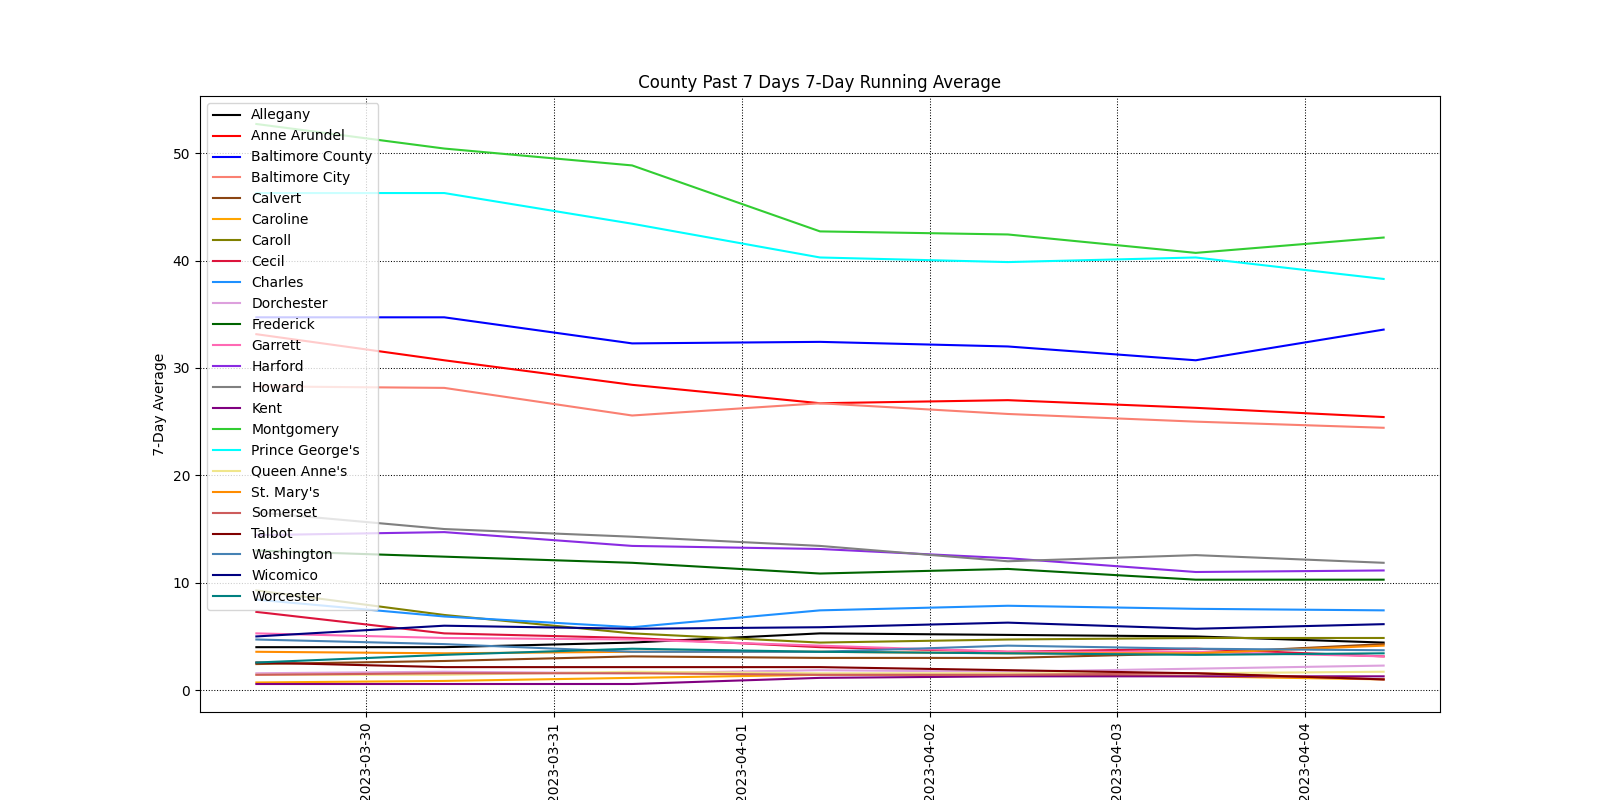 County Past 7 Days 7-Day Running Average
7-Day Average
50
40
30
20
10
0
Allegany
Anne Arundel
Baltimore County
Baltimore City
Calvert
Caroline
Caroll
Cecil
Charles
Dorchester
Frederick
Garrett
Harford
Howard
Kent
Montgomery
Prince George's
Queen Anne's
St. Mary's
Somerset
Talbot
Washington
Wicomico
Worcester
2023-03-30
2023-03-31
2023-04-01
2023-04-02
2023-04-03
2023-04-04